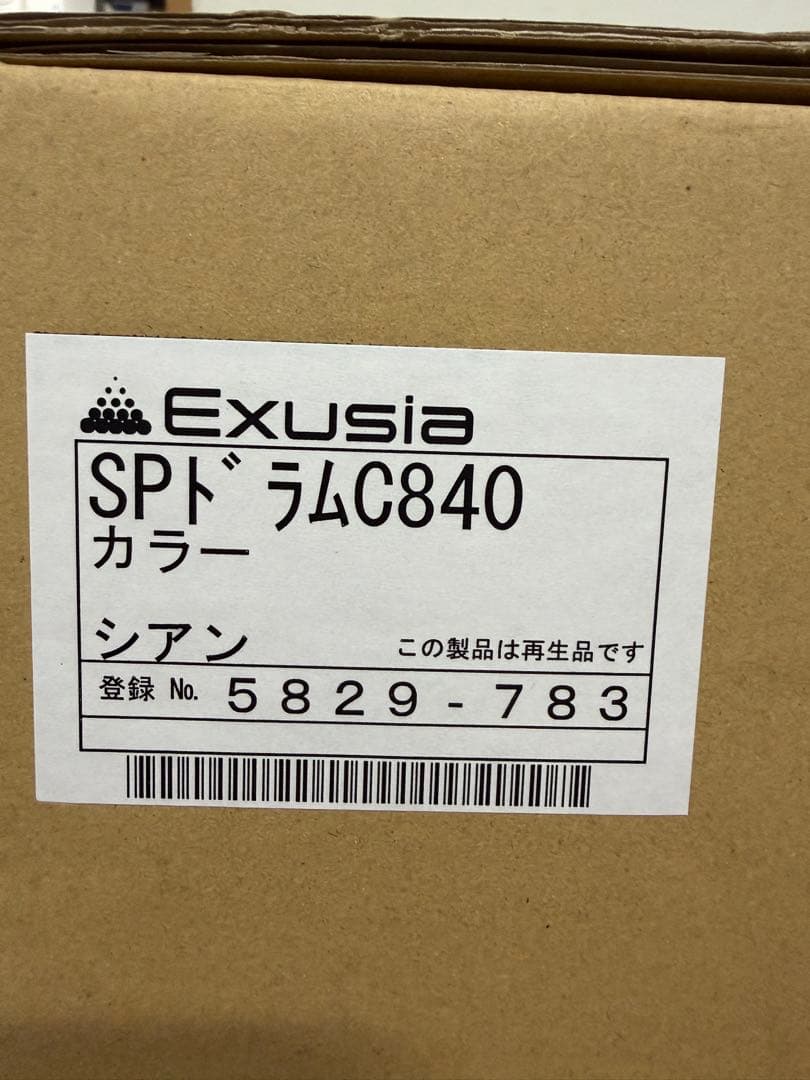 Exusia
SPﾄﾞﾗﾑC840
カラー
シアン
この製品は再生品です
登録 No. 5829-783